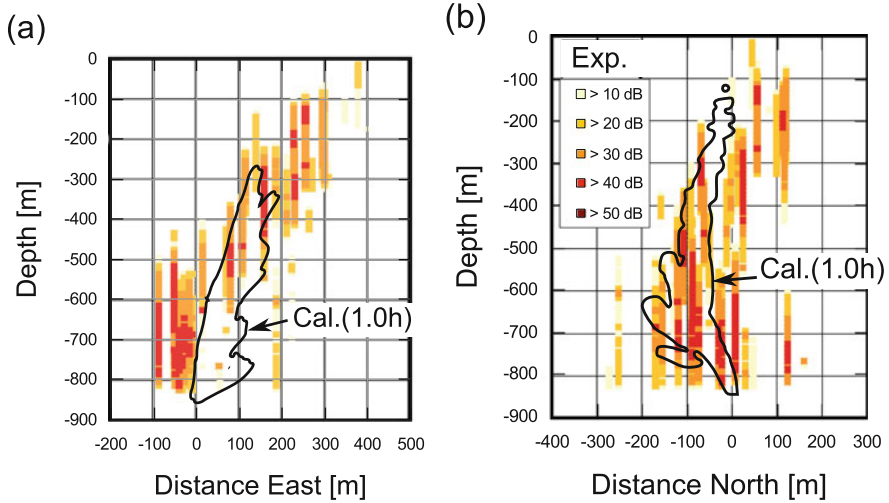 (a)
0
-100
-200
-300
-400
-500
-600
-700
-800
-900
Depth [m]
-200 -100 0 100 200 300 400 500
Distance East [m]
Cal.(1.0h)
(b)
0
-100
-200
-300
-400
-500
-600
-700
-800
-900
Depth [m]
-400 -300 -200 -100 0 100 200 300
Distance North [m]
Exp.
> 10 dB
> 20 dB
> 30 dB
> 40 dB
> 50 dB
Cal.(1.0h)